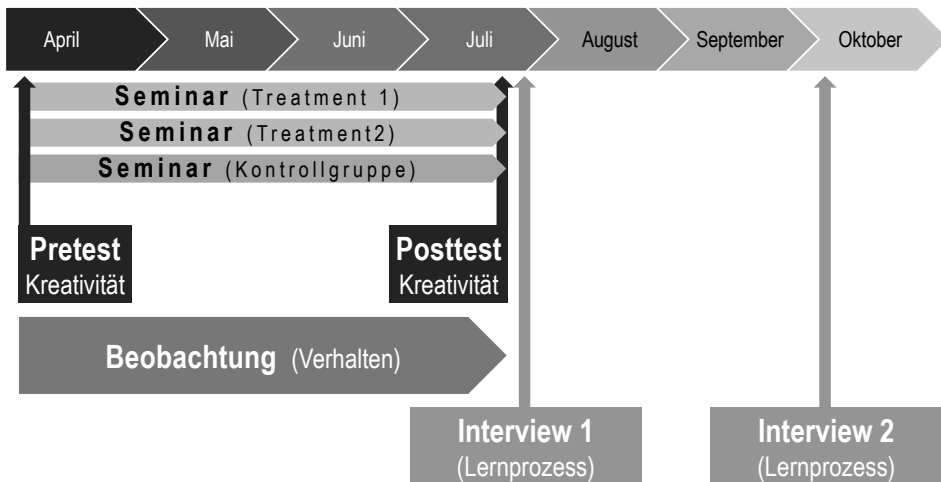 April Mai Juni Juli August September Oktober
Seminar (Treatment 1)
Seminar (Treatment2)
Seminar (Kontrollgruppe)
Pretest
Kreativität
Posttest
Kreativität
Beobachtung (Verhalten)
Interview 1
(Lernprozess)
Interview 2
(Lernprozess)